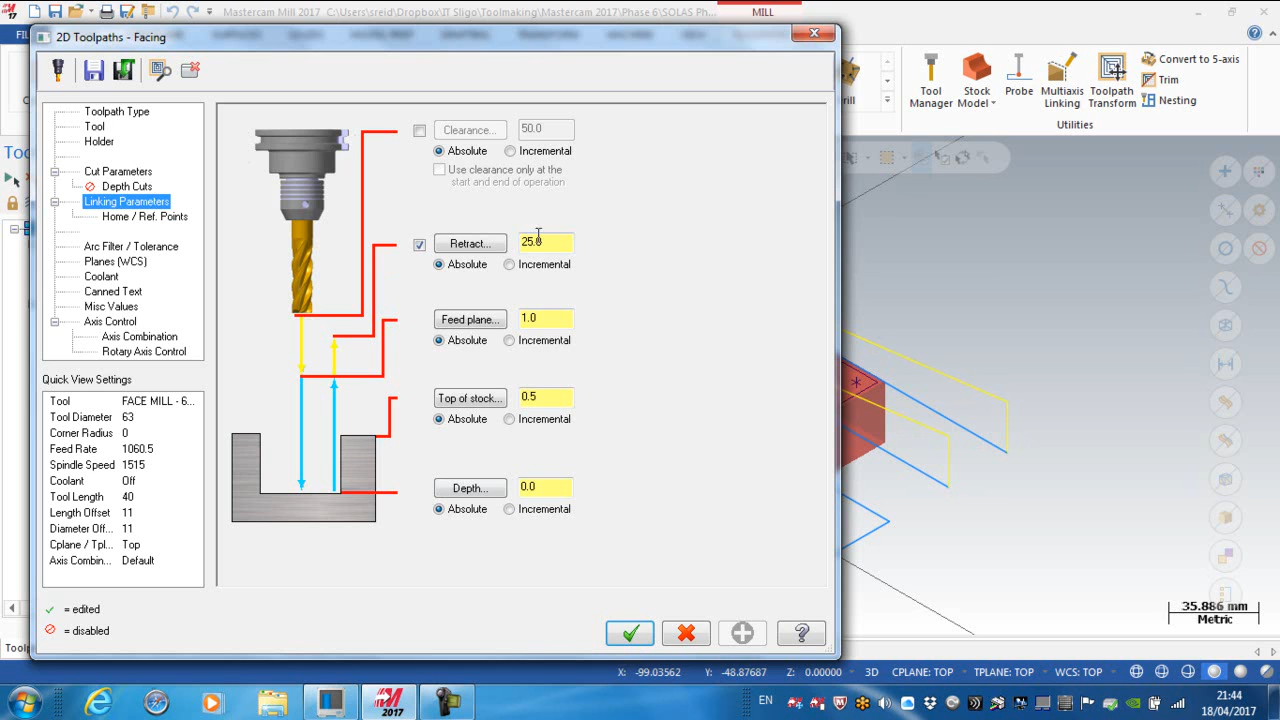 Mastercam Mill 2017 C:\Users\sreid\Dropbox\IT Sligo\Toolmaking\Mastercam 2017\Phase 6\SOLAS Ph...
MILL
2D Toolpaths - Facing
Toolpath Type
Tool
Holder
Cut Parameters
Depth Cuts
Linking Parameters
Home / Ref. Points
Arc Filter / Tolerance
Planes (WCS)
Coolant
Canned Text
Misc Values
Axis Control
Axis Combination
Rotary Axis Control
Quick View Settings
Tool FACE MILL - 6...
Tool Diameter 63
Corner Radius 0
Feed Rate 1060.5
Spindle Speed 1515
Coolant Off
Tool Length 40
Length Offset 11
Diameter Off... 11
Cplane / Tpl... Top
Axis Combin... Default
= edited
= disabled
Clearance... 50.0
Absolute Incremental
Use clearance only at the
start and end of operation
Retract... 25.0
Absolute Incremental
Feed plane... 1.0
Absolute Incremental
Top of stock... 0.5
Absolute Incremental
Depth... 0.0
Absolute Incremental
Tool Manager
Stock Model
Probe
Multiaxis Linking
Toolpath Transform
Convert to 5-axis
Trim
Nesting
Utilities
35.886 mm
Metric
X: -99.03562 Y: -48.87687 Z: 0.00000 3D CPLANE: TOP TPLANE: TOP WCS: TOP
EN
2017
21:44
18/04/2017